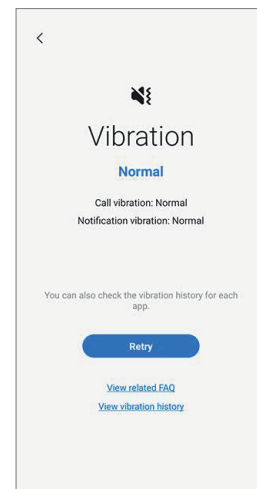 Vibration
Normal
Call vibration: Normal
Notification vibration: Normal
You can also check the vibration history for each
app.
Retry
View related FAQ
View vibration history